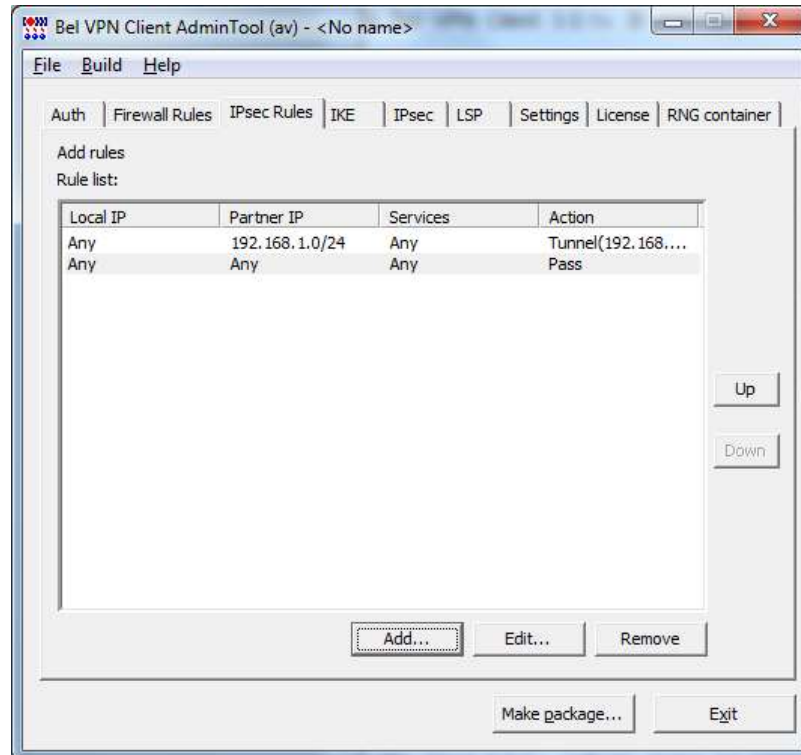 Bel VPN Client AdminTool (av) - <No name>
File Build Help
Auth Firewall Rules IPsec Rules IKE IPsec LSP Settings License RNG container
Add rules
Rule list:
Local IP Partner IP Services Action
Any 192.168.1.0/24 Any Tunnel(192.168....
Any Any Any Pass
Up
Down
Add... Edit... Remove
Make package... Exit